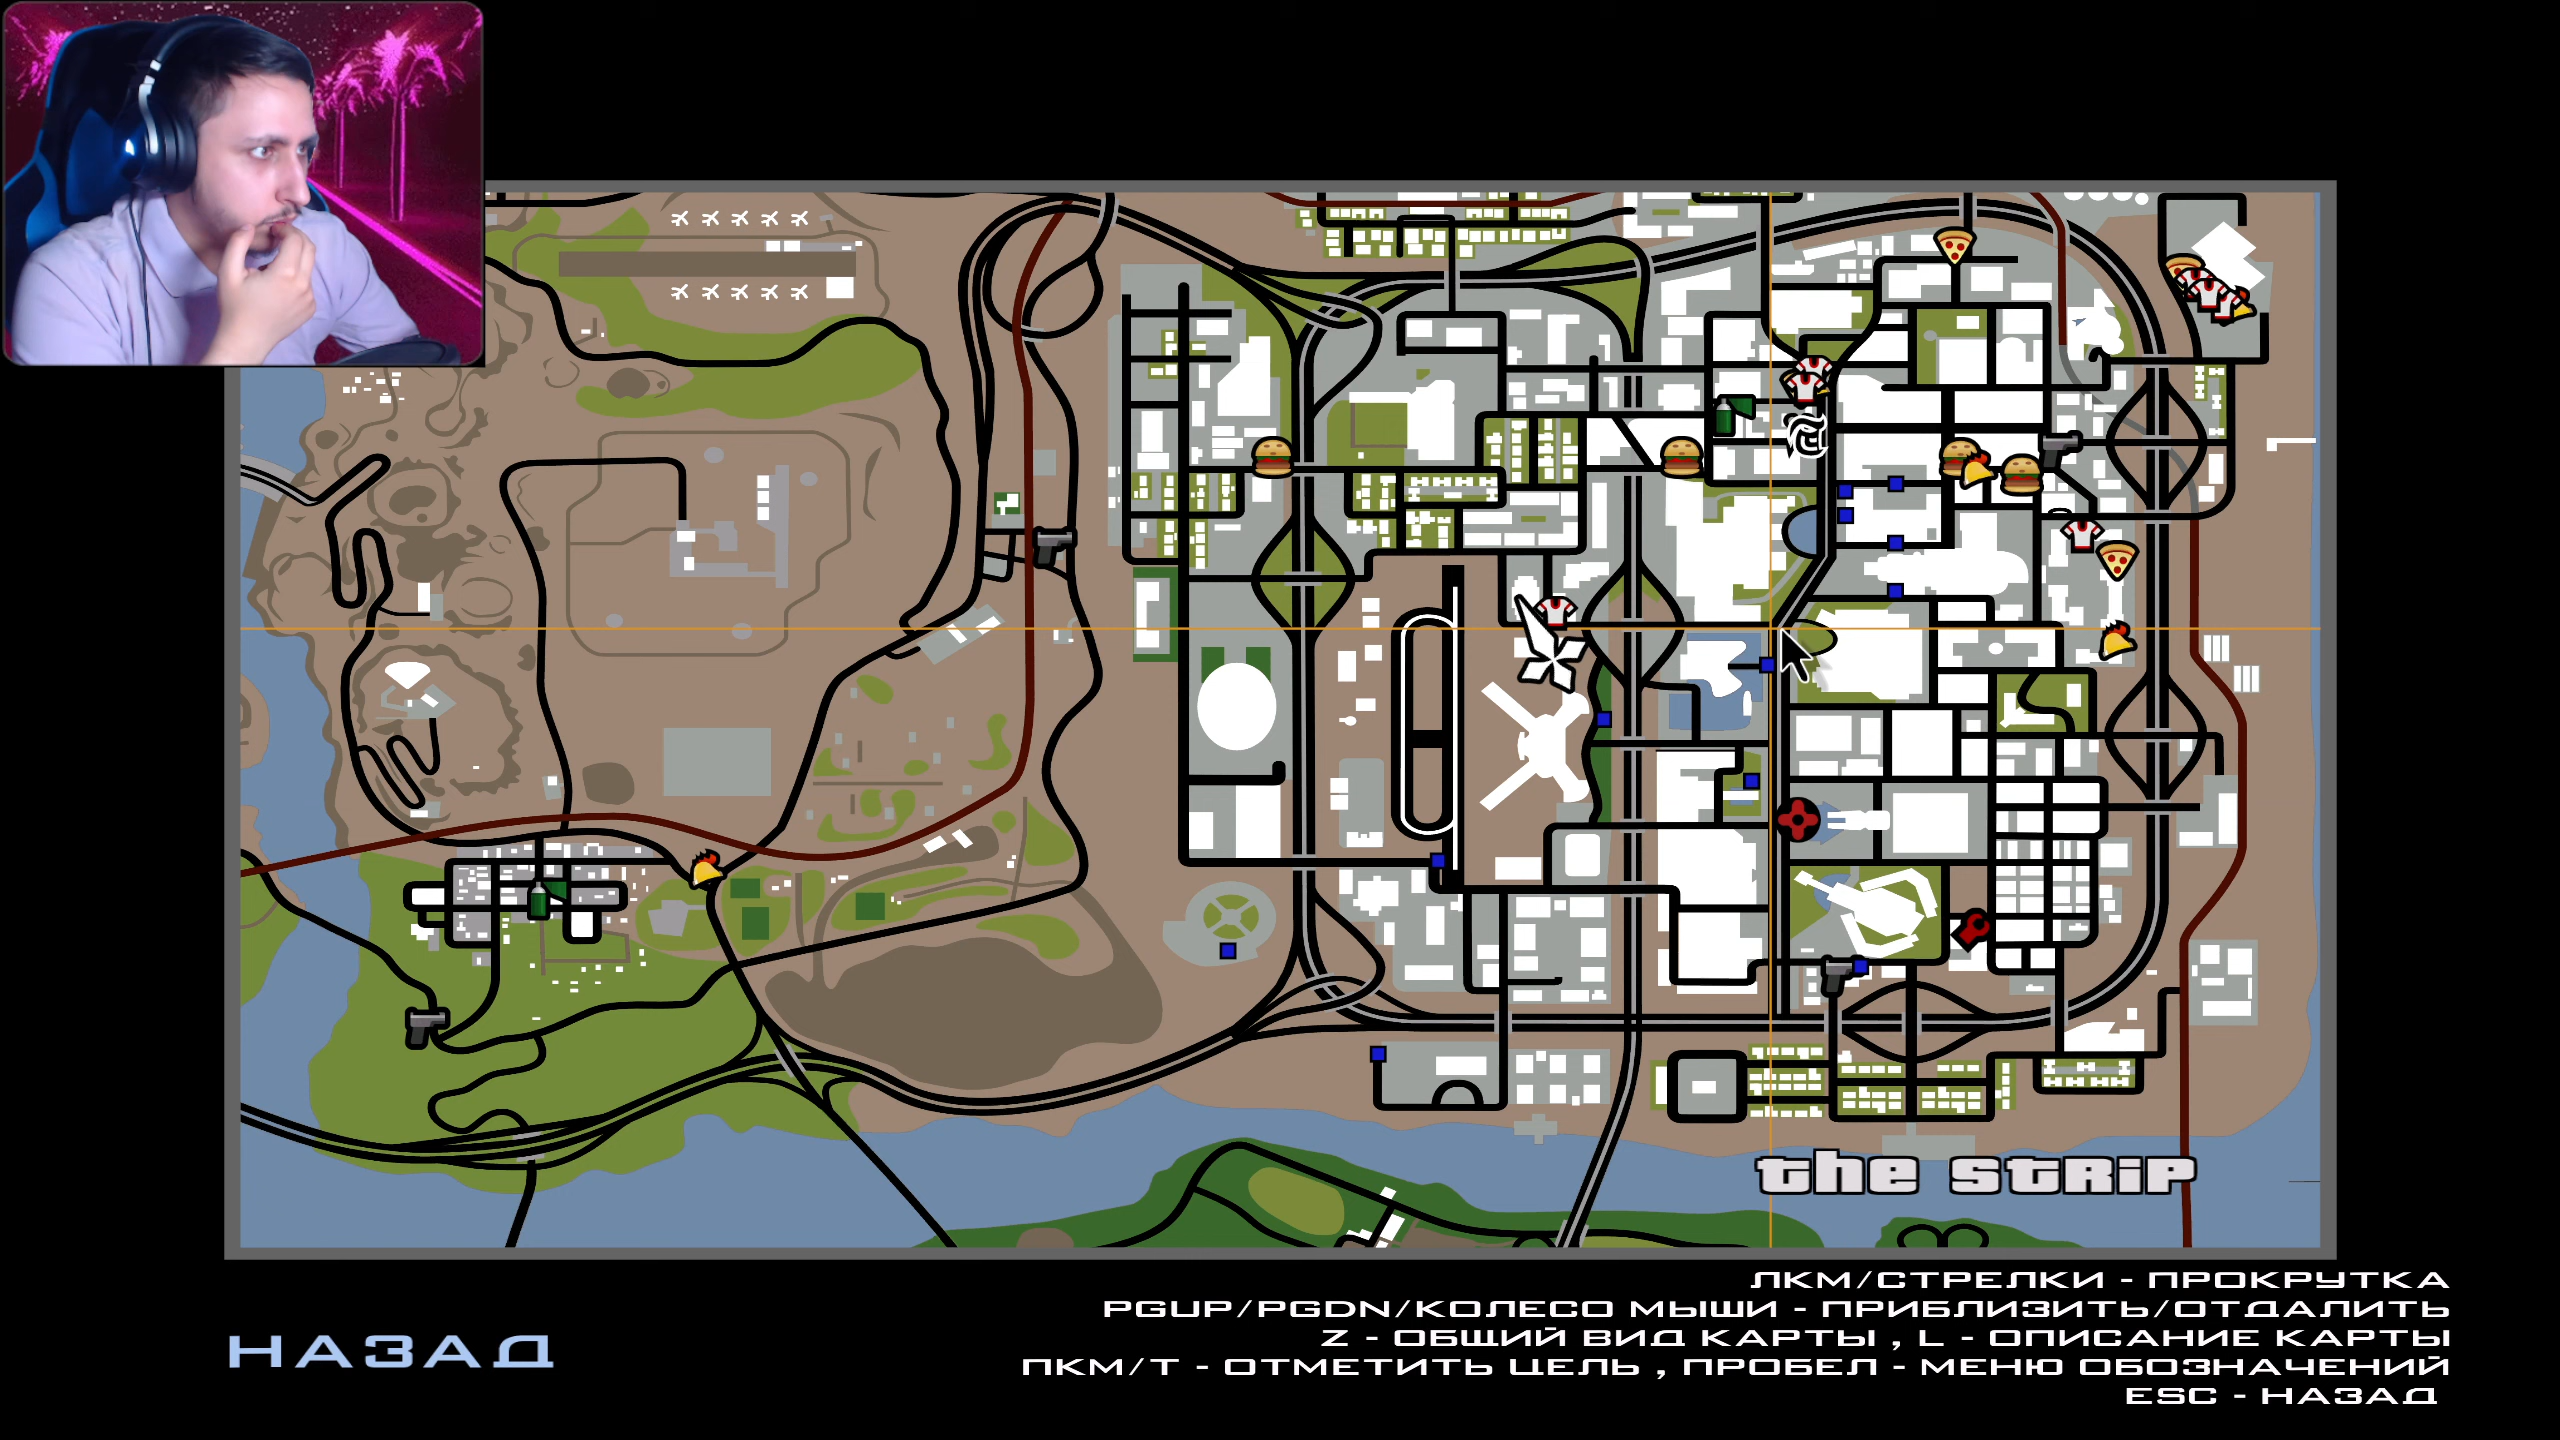 the strip
ЛКМ/СТРЕЛКИ - ПРОКРУТКА
PGUP/PGDN/КОЛЕСО МЫШИ - ПРИБЛИЗИТЬ/ОТДАЛИТЬ
Z - ОБЩИЙ ВИД КАРТЫ , L - ОПИСАНИЕ КАРТЫ
НАЗАД
ПКМ/T - ОТМЕТИТЬ ЦЕЛЬ , ПРОБЕЛ - МЕНЮ ОБОЗНАЧЕНИЙ
ESC - НАЗАД